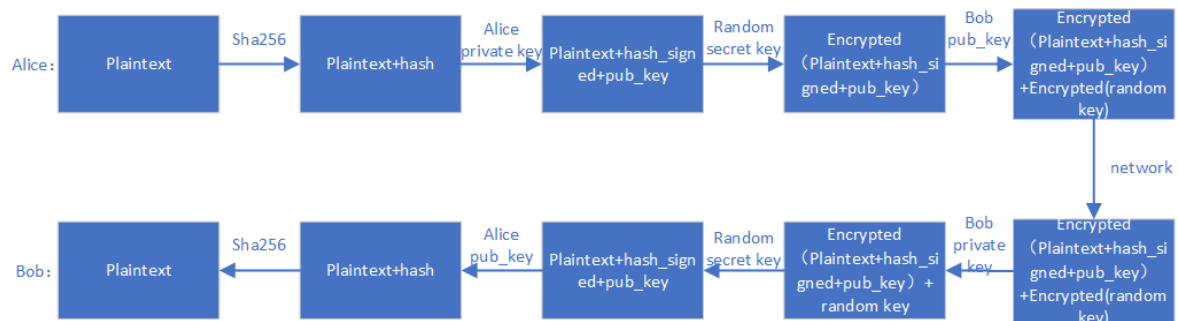 Alice：
Plaintext
Sha256
Plaintext+hash
Alice
private key
Plaintext+hash_sign
ed+pub_key
Random
secret key
Encrypted
（Plaintext+hash_si
gned+pub_key）
Bob
pub_key
Encrypted
（Plaintext+hash_si
gned+pub_key）
+Encrypted(random
key)
network
Bob：
Plaintext
Sha256
Plaintext+hash
Alice
pub_key
Plaintext+hash_sign
ed+pub_key
Random
secret key
Encrypted
（Plaintext+hash_si
gned+pub_key）+
random key
Bob
private
key
Encrypted
（Plaintext+hash_si
gned+pub_key）
+Encrypted(random
key)